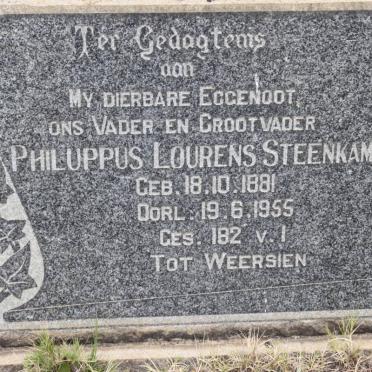 Ter Gedagtems
aan
MY DIERBARE EGGENOOT,
ONS VADER EN GROOTVADER
PHILUPPUS LOURENS STEENKAM
GEB. 18.10.1881
OORL. 19.6.1955
GES. 182 V. 1
TOT WEERSIEN